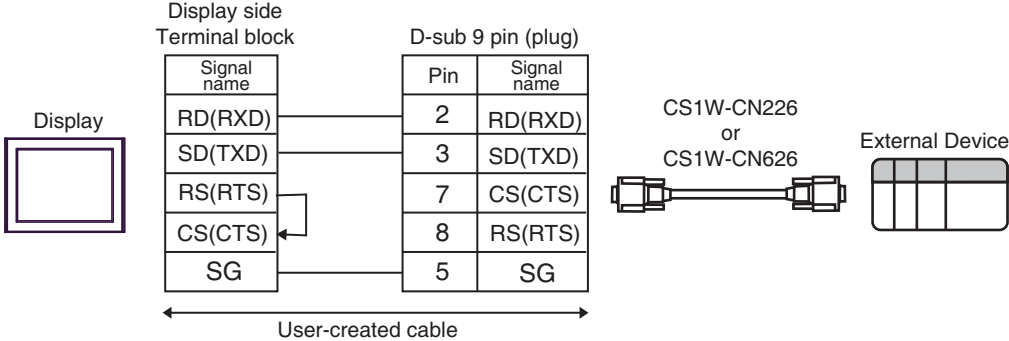 Display side
Terminal block
D-sub 9 pin (plug)
Signal name
Pin
Signal name
RD(RXD)
2
RD(RXD)
SD(TXD)
3
SD(TXD)
RS(RTS)
7
CS(CTS)
CS(CTS)
8
RS(RTS)
SG
5
SG
User-created cable
Display
CS1W-CN226
or
CS1W-CN626
External Device